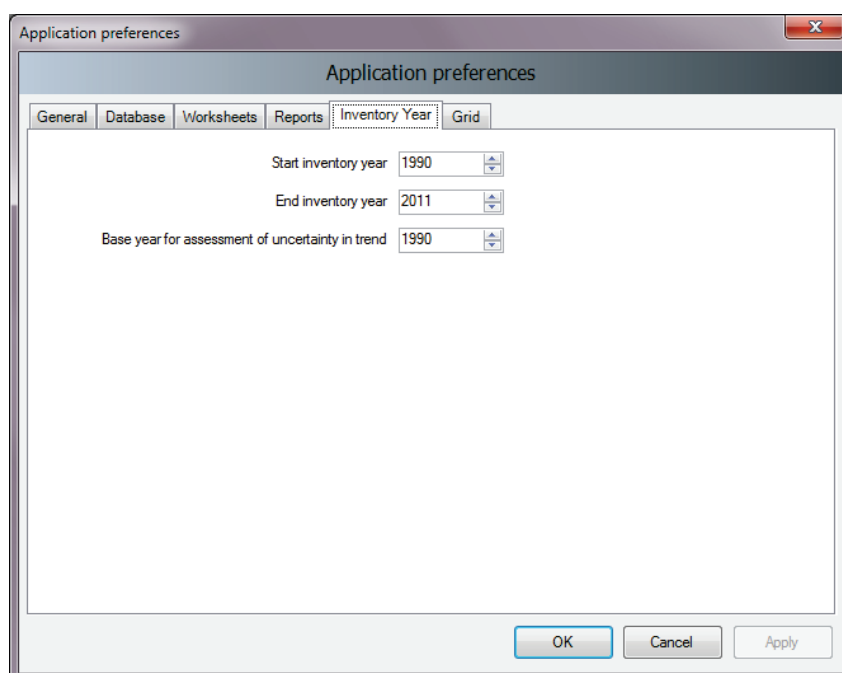 Application preferences
Application preferences
General Database Worksheets Reports Inventory Year Grid
Start inventory year 1990
End inventory year 2011
Base year for assessment of uncertainty in trend 1990
OK Cancel Apply